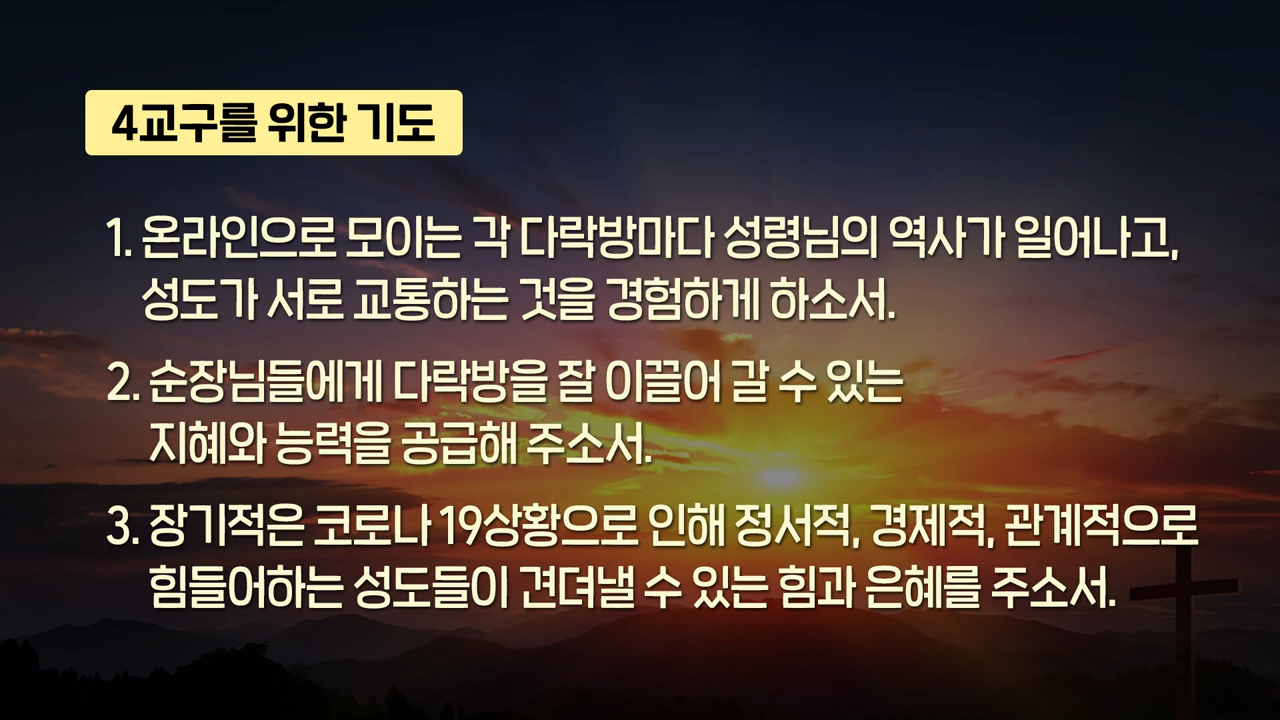 4교구를 위한 기도
1. 온라인으로 모이는 각 다락방마다 성령님의 역사가 일어나고,
성도가 서로 교통하는 것을 경험하게 하소서.
2. 순장님들에게 다락방을 잘 이끌어 갈 수 있는
지혜와 능력을 공급해 주소서.
3. 장기적은 코로나 19상황으로 인해 정서적, 경제적, 관계적으로
힘들어하는 성도들이 견뎌낼 수 있는 힘과 은혜를 주소서.